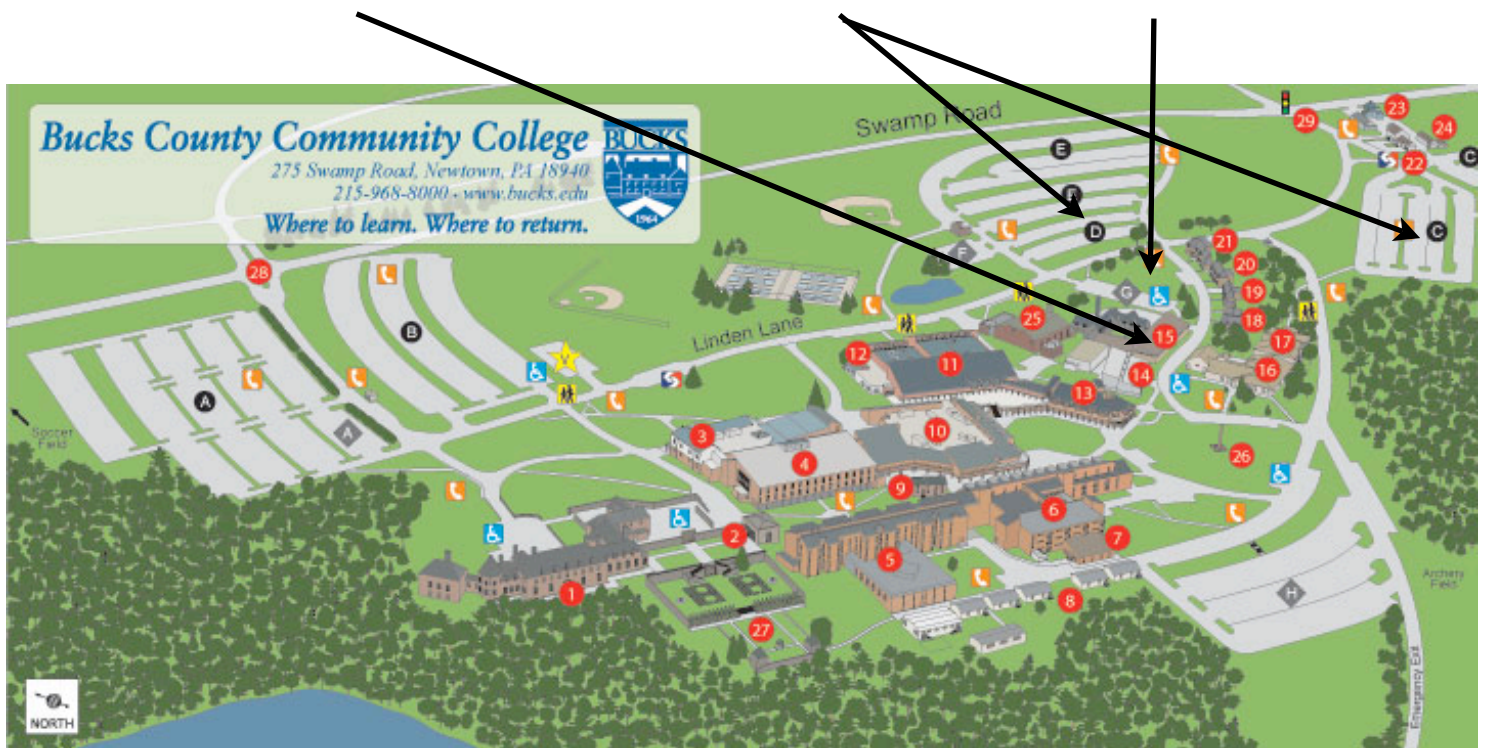 Bucks County Community College
275 Swamp Road, Newtown, PA 18940
215-968-8000 - www.bucks.edu
Where to learn. Where to return.
BUCKS
1964
Swamp Road
Linden Lane
Soccer
Field
Archery
Field
Emergency Exit
NORTH
A
A
B
C
C
C
D
E
E
F
G
H
V
1
2
3
4
5
6
7
8
9
10
11
12
13
14
15
16
17
18
19
20
21
22
23
24
25
26
27
28
29